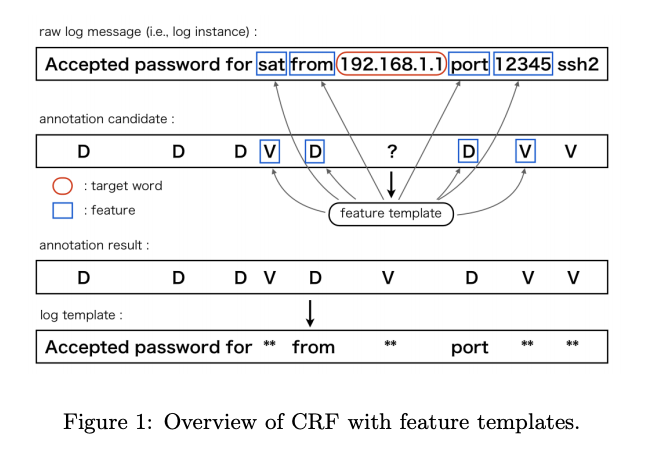 raw log message (i.e., log instance) :
Accepted password for sat from 192.168.1.1 port 12345 ssh2
annotation candidate :
D D D V D ? D V V
: target word
: feature
feature template
annotation result :
D D D V D V D V V
log template :
Accepted password for ** from ** port ** **
Figure 1: Overview of CRF with feature templates.